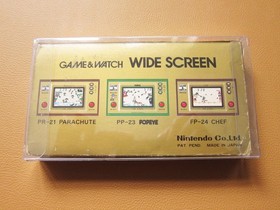 GAME&WATCH WIDE SCREEN
PR-21 PARACHUTE PP-23 POPEYE FP-24 CHEF
Nintendo Co., Ltd.
PAT PEND MADE IN JAPAN